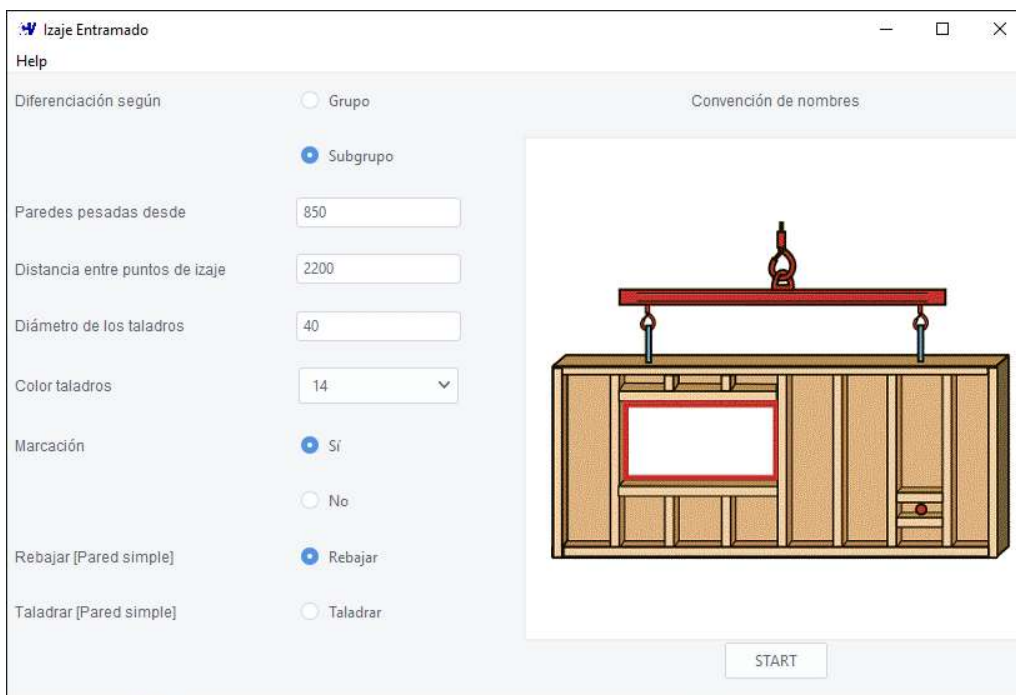 Izaje Entramado
Help
Diferenciación según
Grupo
Convención de nombres
Subgrupo
Paredes pesadas desde
850
Distancia entre puntos de izaje
2200
Diámetro de los taladros
40
Color taladros
14
Marcación
Sí
No
Rebajar [Pared simple]
Rebajar
Taladrar [Pared simple]
Taladrar
START